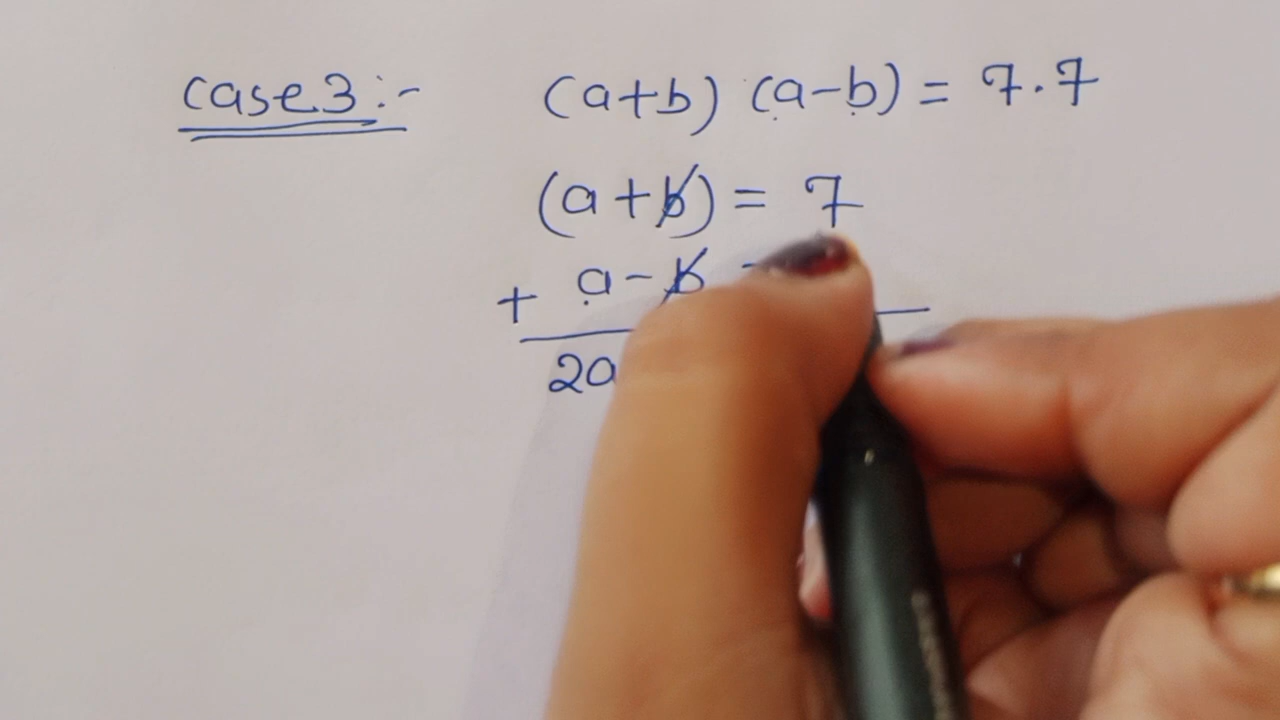 Case3:- (a+b) (a-b) = 7.7
(a+b) = 7
+ a-b
2a